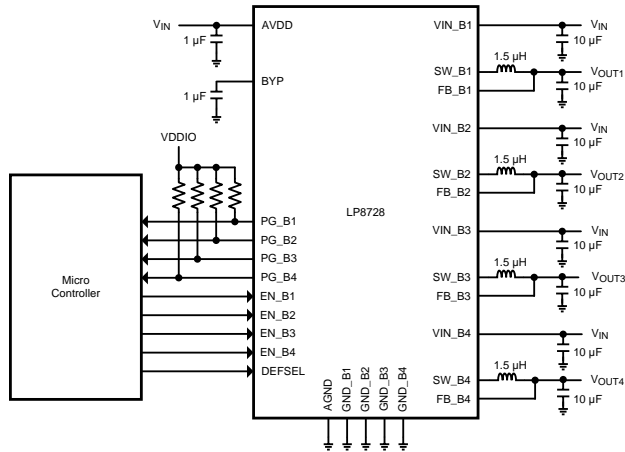 VIN
1 µF
AVDD
BYP
1 µF
VDDIO
PG_B1
PG_B2
PG_B3
PG_B4
EN_B1
EN_B2
EN_B3
EN_B4
DEFSEL
Micro
Controller
LP8728
AGND
GND_B1
GND_B2
GND_B3
GND_B4
VIN_B1
VIN
10 µF
1.5 µH
SW_B1
VOUT1
FB_B1
10 µF
VIN_B2
VIN
10 µF
1.5 µH
SW_B2
VOUT2
FB_B2
10 µF
VIN_B3
VIN
10 µF
1.5 µH
SW_B3
VOUT3
FB_B3
10 µF
VIN_B4
VIN
10 µF
1.5 µH
SW_B4
VOUT4
FB_B4
10 µF